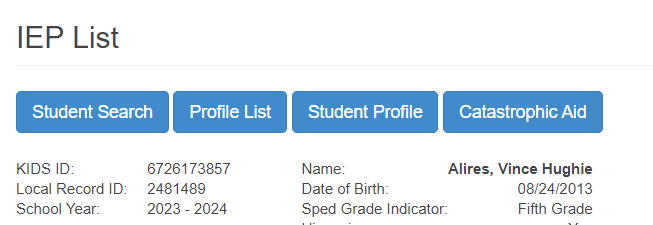 IEP List
Student Search Profile List Student Profile Catastrophic Aid
KIDS ID: 6726173857 Name: Alires, Vince Hughie
Local Record ID: 2481489 Date of Birth: 08/24/2013
School Year: 2023 - 2024 Sped Grade Indicator: Fifth Grade